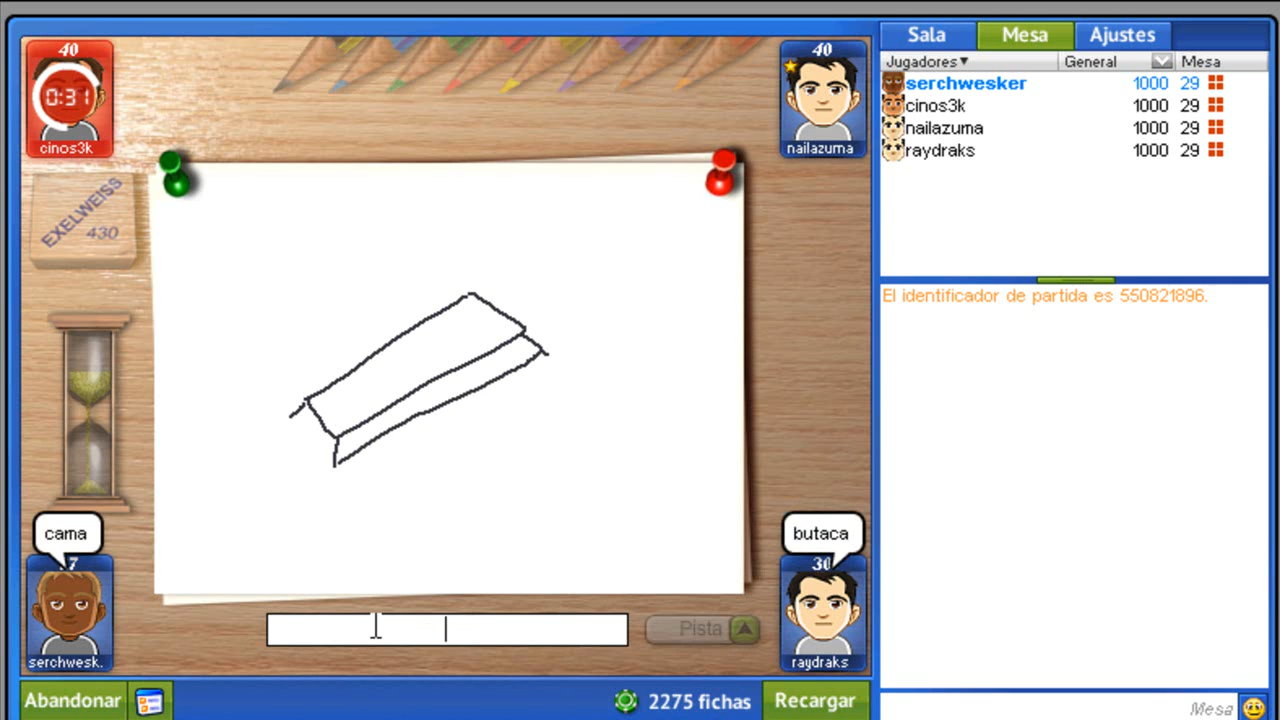 Sala Mesa Ajustes
40
40
Jugadores General Mesa
serchwesker 1000 29
cinos3k 1000 29
nailazuma 1000 29
raydraks 1000 29
0:31
cinos3k
nailazuma
EXELWEISS
430
El identificador de partida es 550821896.
cama
butaca
30
serchwesk.
raydraks
Pista
Abandonar
2275 fichas
Recargar
Mesa